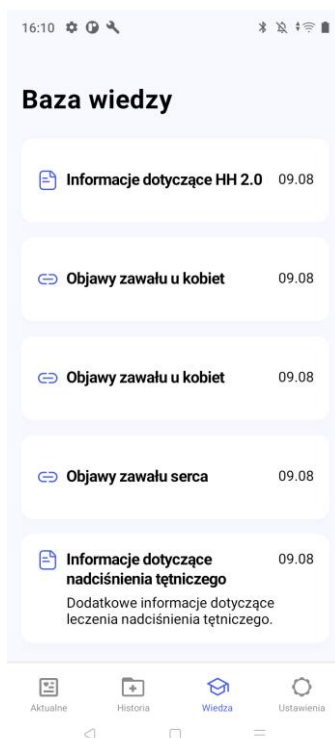 16:10
Baza wiedzy
Informacje dotyczące HH 2.0 09.08
Objawy zawału u kobiet 09.08
Objawy zawału u kobiet 09.08
Objawy zawału serca 09.08
Informacje dotyczące 09.08
nadciśnienia tętniczego
Dodatkowe informacje dotyczące
leczenia nadciśnienia tętniczego.
Aktualne Historia Wiedza Ustawienia